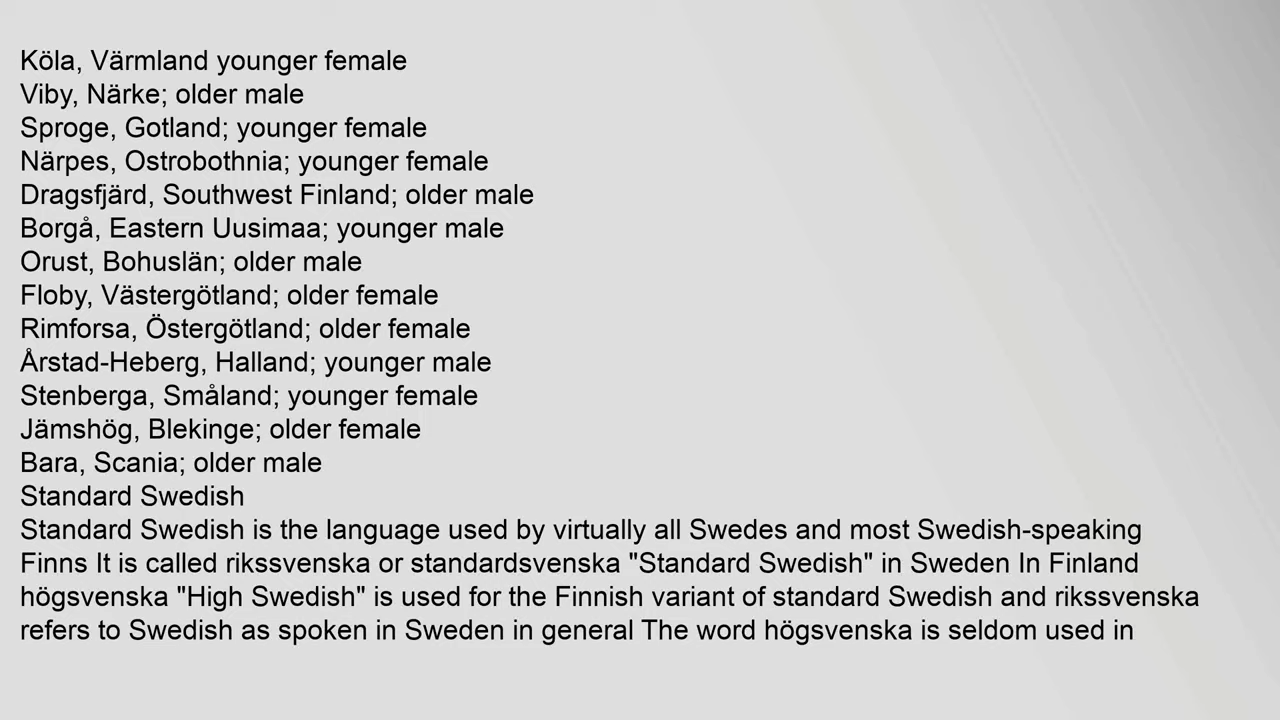 Köla, Värmland younger female
Viby, Närke; older male
Sproge, Gotland; younger female
Närpes, Ostrobothnia; younger female
Dragsfjärd, Southwest Finland; older male
Borgå, Eastern Uusimaa; younger male
Orust, Bohuslän; older male
Floby, Västergötland; older female
Rimforsa, Östergötland; older female
Årstad-Heberg, Halland; younger male
Stenberga, Småland; younger female
Jämshög, Blekinge; older female
Bara, Scania; older male
Standard Swedish
Standard Swedish is the language used by virtually all Swedes and most Swedish-speaking
Finns It is called rikssvenska or standardsvenska "Standard Swedish" in Sweden In Finland
högsvenska "High Swedish" is used for the Finnish variant of standard Swedish and rikssvenska
refers to Swedish as spoken in Sweden in general The word högsvenska is seldom used in